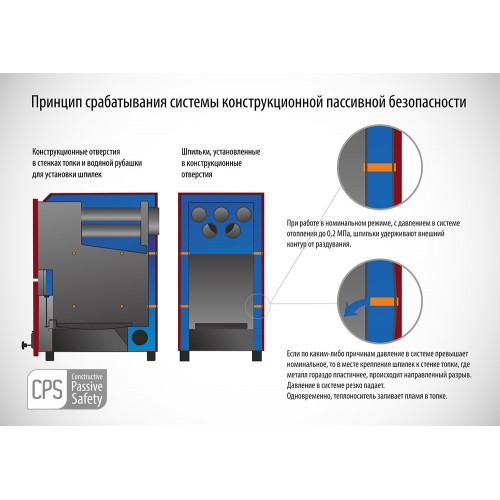 Принцип срабатывания системы конструкционной пассивной безопасности
Конструкционные отверстия
в стенках топки и водяной рубашки
для установки шпилек
Шпильки, установленные
в конструкционные
отверстия
При работе в номинальном режиме, с давлением в системе
отопления до 0,2 МПа, шпильки удерживают внешний
контур от раздувания.
Если по каким-либо причинам давление в системе превышает
номинальное, то в месте крепления шпилек к стенке топки, где
металл гораздо пластичнее, происходит направленный разрыв.
Давление в системе резко падает.
Одновременно, теплоноситель заливает пламя в топке.
CPS
Constructive
Passive
Safety